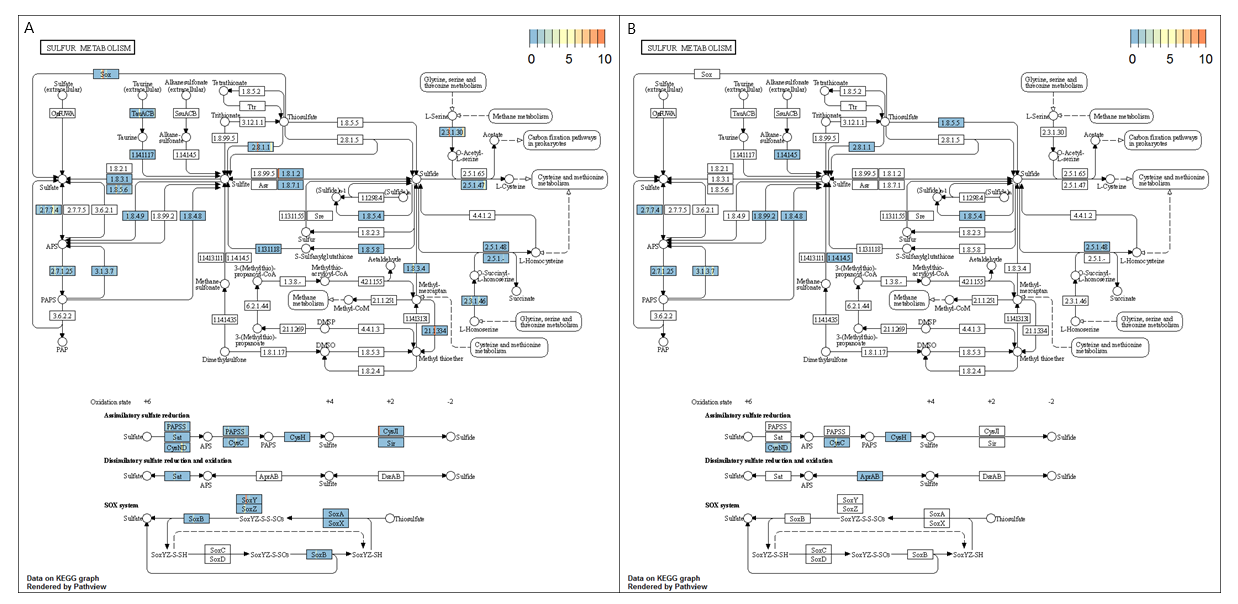 A
SULFUR METABOLISM
0 5 10
Sox
Sulfate
(extracellular)
Taurine
(extracellular)
Alkanesulfonate
(extracellular)
Tetrathionate
1.8.5.2
Ttr
Thiosulfate
Glycine, serine and
threonine metabolism
CysPUWA
TauACB
SsuACB
Trithionate
3.12.1.1
1.8.5.5
L-Serine
Methane metabolism
Taurine
Alkane-
sulfonate
1.8.99.5
2.8.1.5
2.3.1.30
Acetate
Carbon fixation pathways
in prokaryotes
1.14.11.17
1.14.14.5
2.8.1.1
O-Acetyl-
L-serine
1.8.2.1
1.8.3.1
1.8.5.6
1.8.99.5
1.8.1.2
Asr
1.8.7.1
2.5.1.65
2.5.1.47
Sulfate
Sulfite
Sulfide
L-Cysteine
Cysteine and methionine
metabolism
(Sulfide)n-1
(Sulfide)n
1.12.98.4
2.7.7.4
2.7.7.5
3.6.2.1
1.8.4.9
1.8.99.2
1.8.4.8
1.13.11.55
Sre
1.8.5.4
4.4.1.2
1.8.2.3
Sulfur
APS
1.13.11.18
1.8.5.8
2.5.1.48
2.5.1.-
L-Homocysteine
S-Sulfanylglutathione
Acetaldehyde
1.14.13.111
1.14.14.5
2.7.1.25
3.1.3.7
3-(Methylthio)-
propanoyl-CoA
Methylthio-
acryloyl-CoA
1.8.3.4
Methane-
sulfonate
1.3.8.-
4.2.1.155
Methyl-
mercaptan
O-Succinyl-
L-homoserine
Succinate
PAPS
6.2.1.44
Methane
metabolism
Methyl-CoM
2.1.1.251
2.3.1.46
3.6.2.2
1.14.14.35
2.1.1.269
DMSP
4.4.1.3
1.14.13.131
2.1.1.334
L-Homoserine
Glycine, serine and
threonine metabolism
PAP
3-(Methylthio)-
propanoate
Cysteine and methionine
metabolism
Dimethylsulfone
1.8.1.17
DMSO
1.8.5.3
Methyl thioether
1.8.2.4
Oxidation state +6 +4 +2 -2
Assimilatory sulfate reduction
PAPSS PAPSS CysJI
Sulfate Sat APS CysC PAPS CysH Sulfite Sir Sulfide
CysND
Dissimilatory sulfate reduction and oxidation
Sulfate Sat APS AprAB Sulfite DsrAB Sulfide
SOX system
SoxY
SoxZ
SoxA
SoxX
Sulfate SoxB SoxYZ-S-S-SO3 Thiosulfate
SoxYZ-S-SH SoxC SoxD SoxYZ-S-SO3 SoxB SoxYZ-SH
Data on KEGG graph
Rendered by Pathview
B
SULFUR METABOLISM
0 5 10
Sox
Sulfate
(extracellular)
Taurine
(extracellular)
Alkanesulfonate
(extracellular)
Tetrathionate
1.8.5.2
Ttr
Thiosulfate
Glycine, serine and
threonine metabolism
CysPUWA
TauACB
SsuACB
Trithionate
3.12.1.1
1.8.5.5
L-Serine
Methane metabolism
Taurine
Alkane-
sulfonate
1.8.99.5
2.8.1.5
2.3.1.30
Acetate
Carbon fixation pathways
in prokaryotes
1.14.11.17
1.14.14.5
2.8.1.1
O-Acetyl-
L-serine
1.8.2.1
1.8.3.1
1.8.5.6
1.8.99.5
1.8.1.2
Asr
1.8.7.1
2.5.1.65
2.5.1.47
Sulfate
Sulfite
Sulfide
L-Cysteine
Cysteine and methionine
metabolism
(Sulfide)n-1
(Sulfide)n
1.12.98.4
2.7.7.4
2.7.7.5
3.6.2.1
1.8.4.9
1.8.99.2
1.8.4.8
1.13.11.55
Sre
1.8.5.4
4.4.1.2
1.8.2.3
Sulfur
APS
1.13.11.18
1.8.5.8
2.5.1.48
2.5.1.-
L-Homocysteine
S-Sulfanylglutathione
Acetaldehyde
1.14.13.111
1.14.14.5
2.7.1.25
3.1.3.7
3-(Methylthio)-
propanoyl-CoA
Methylthio-
acryloyl-CoA
1.8.3.4
Methane-
sulfonate
1.3.8.-
4.2.1.155
Methyl-
mercaptan
O-Succinyl-
L-homoserine
Succinate
PAPS
6.2.1.44
Methane
metabolism
Methyl-CoM
2.1.1.251
2.3.1.46
3.6.2.2
1.14.14.35
2.1.1.269
DMSP
4.4.1.3
1.14.13.131
2.1.1.334
L-Homoserine
Glycine, serine and
threonine metabolism
PAP
3-(Methylthio)-
propanoate
Cysteine and methionine
metabolism
Dimethylsulfone
1.8.1.17
DMSO
1.8.5.3
Methyl thioether
1.8.2.4
Oxidation state +6 +4 +2 -2
Assimilatory sulfate reduction
PAPSS PAPSS CysJI
Sulfate Sat APS CysC PAPS CysH Sulfite Sir Sulfide
CysND
Dissimilatory sulfate reduction and oxidation
Sulfate Sat APS AprAB Sulfite DsrAB Sulfide
SOX system
SoxY
SoxZ
SoxA
SoxX
Sulfate SoxB SoxYZ-S-S-SO3 Thiosulfate
SoxYZ-S-SH SoxC SoxD SoxYZ-S-SO3 SoxB SoxYZ-SH
Data on KEGG graph
Rendered by Pathview